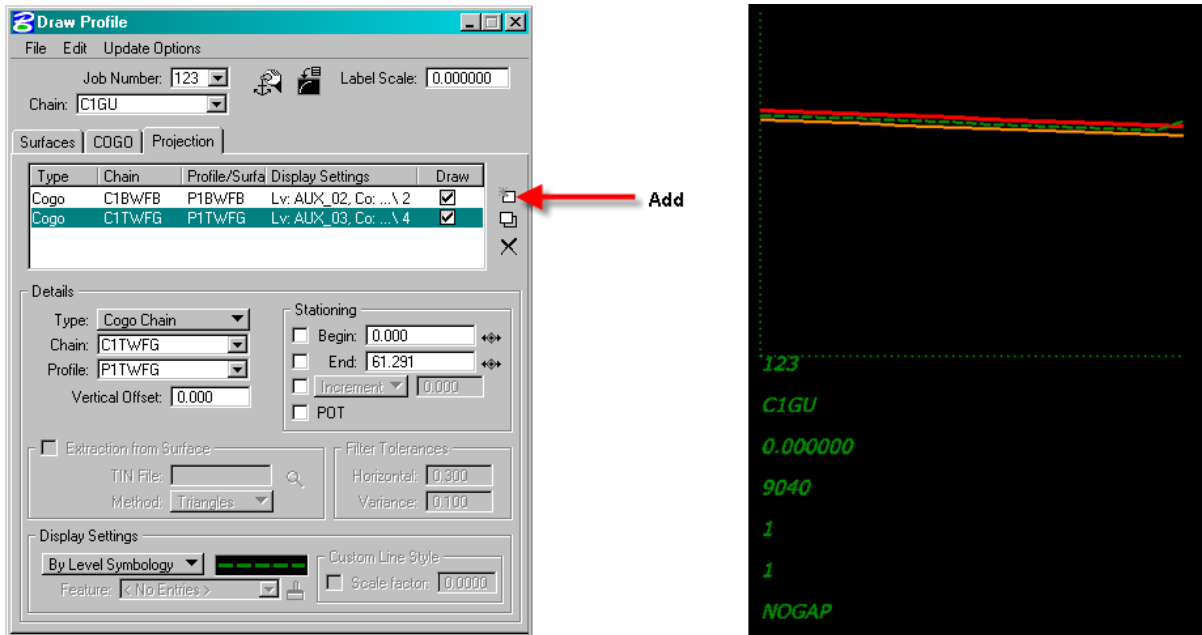 Draw Profile
File Edit Update Options
Job Number: 123 Label Scale: 0.000000
Chain: C1GU
Surfaces COGO Projection
Type Chain Profile/Surfa Display Settings Draw
Cogo C1BWFB P1BWFB Lv: AUX_02, Co: ...\ 2
Cogo C1TWFG P1TWFG Lv: AUX_03, Co: ...\ 4
Add
Details
Type: Cogo Chain
Chain: C1TWFG
Profile: P1TWFG
Vertical Offset: 0.000
Stationing
Begin: 0.000
End: 61.291
Increment 0.000
POT
Extraction from Surface
TIN File:
Method: Triangles
Filter Tolerances
Horizontal: 0.300
Variance: 0.100
Display Settings
By Level Symbology
Feature: < No Entries >
Custom Line Style
Scale factor: 0.0000
123
C1GU
0.000000
9040
1
1
NOGAP